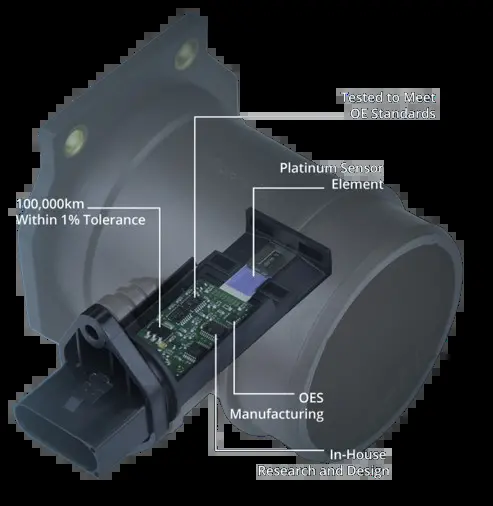 Tested to Meet
OE Standards
Platinum Sensor
Element
100,000km
Within 1% Tolerance
OES
Manufacturing
In-House
Research and Design